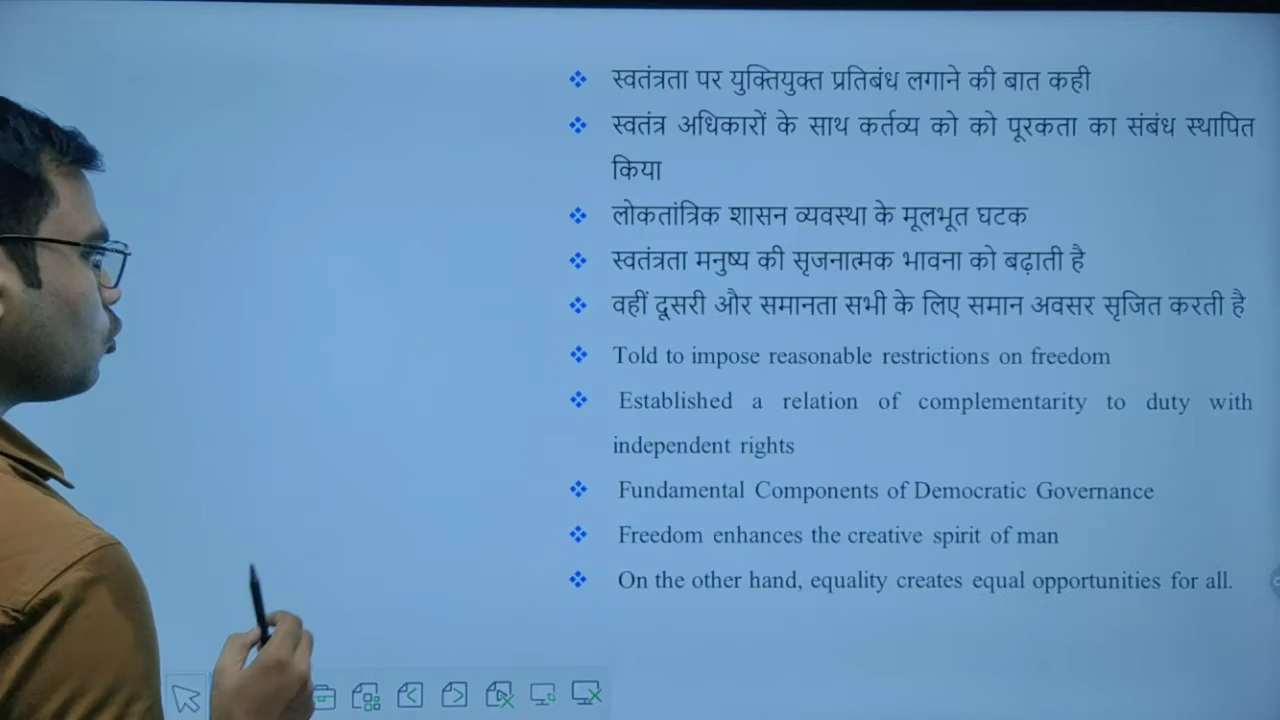 ❖ स्वतंत्रता पर युक्तियुक्त प्रतिबंध लगाने की बात कही
❖ स्वतंत्र अधिकारों के साथ कर्तव्य को को पूरकता का संबंध स्थापित
किया
❖ लोकतांत्रिक शासन व्यवस्था के मूलभूत घटक
❖ स्वतंत्रता मनुष्य की सृजनात्मक भावना को बढ़ाती है
❖ वहीं दूसरी और समानता सभी के लिए समान अवसर सृजित करती है
❖ Told to impose reasonable restrictions on freedom
❖ Established a relation of complementarity to duty with
independent rights
❖ Fundamental Components of Democratic Governance
❖ Freedom enhances the creative spirit of man
❖ On the other hand, equality creates equal opportunities for all.